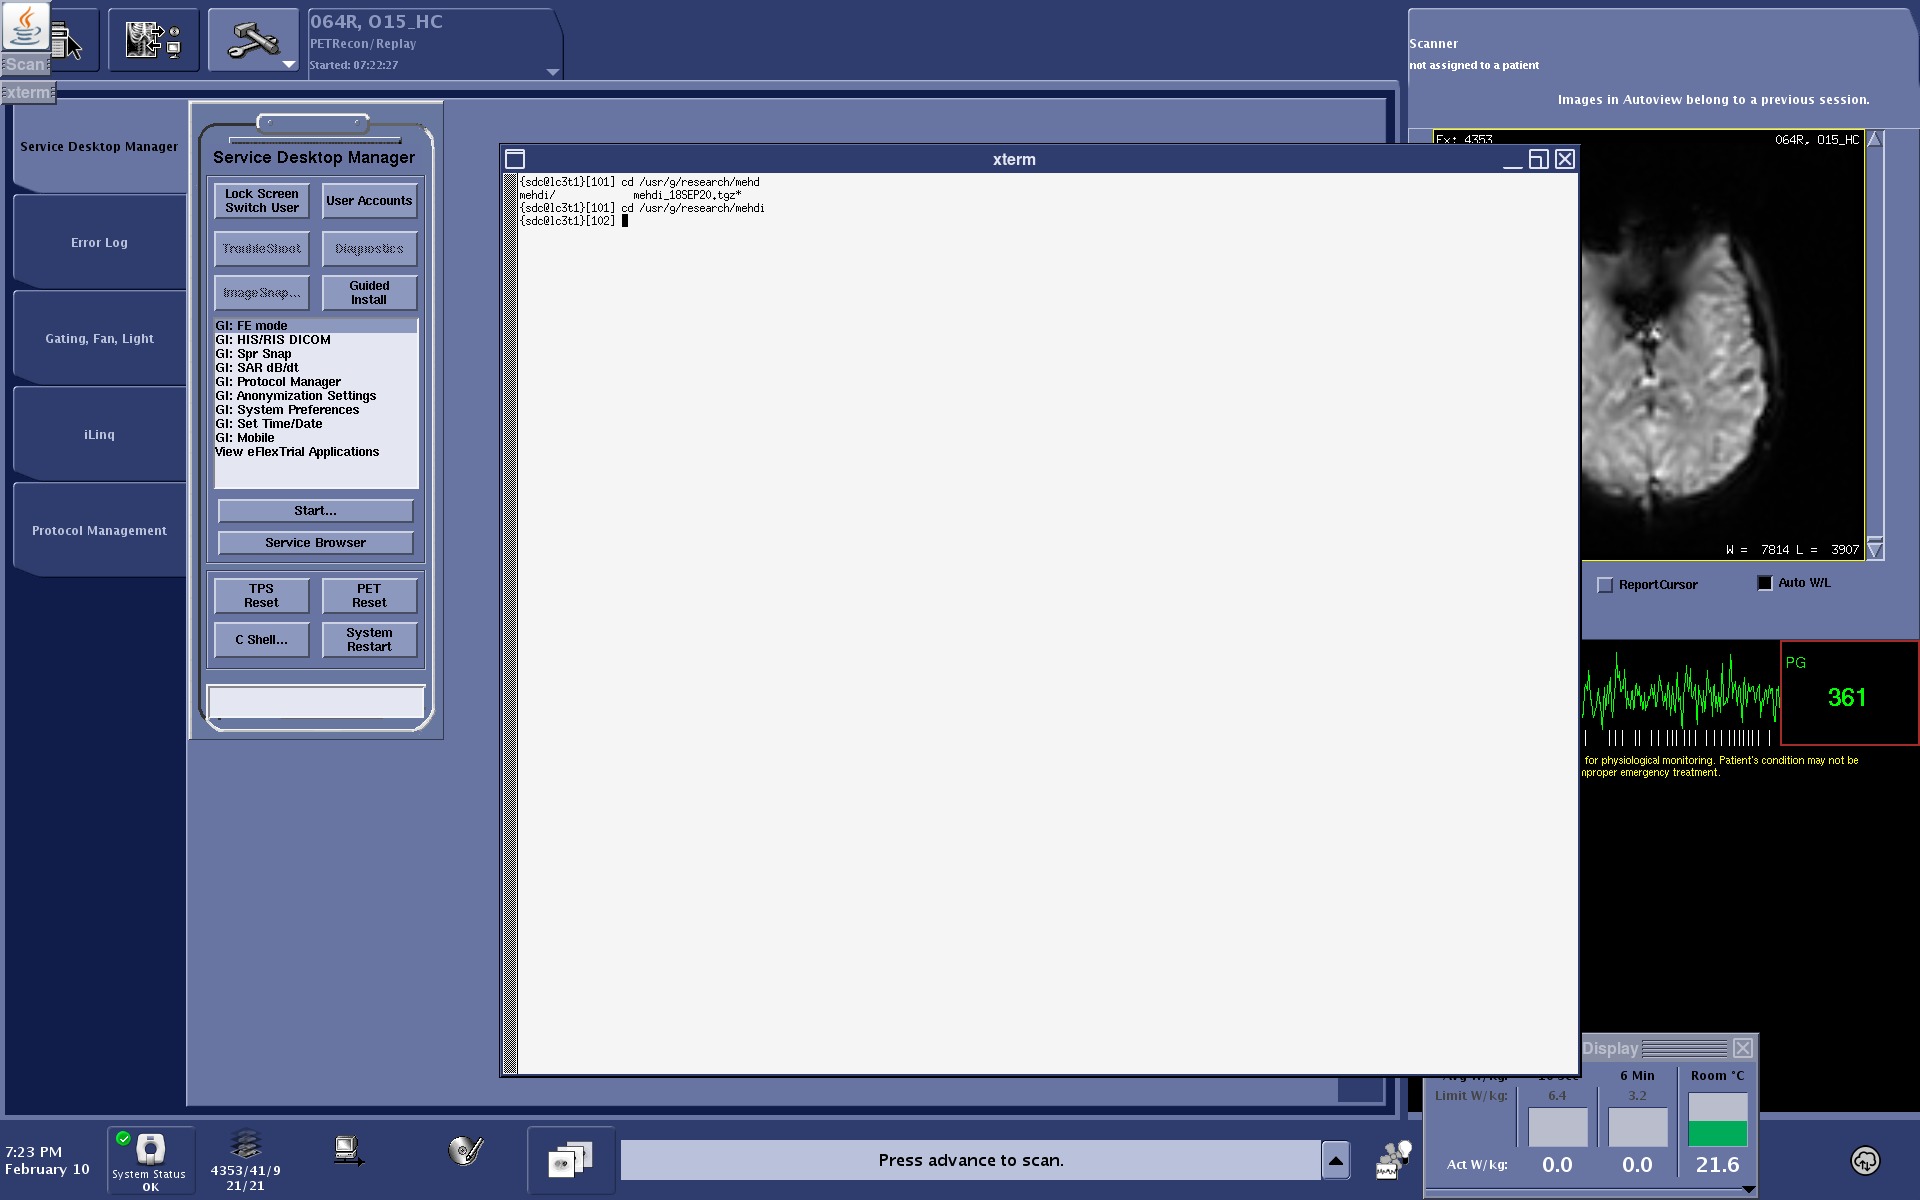 Scan
xterm
064R, O15_HC
PETRecon/Replay
Started: 07:22:27
Scanner
not assigned to a patient
Images in Autoview belong to a previous session.
Service Desktop Manager
Error Log
Gating, Fan, Light
iLinq
Protocol Management
Service Desktop Manager
Lock Screen
Switch User
User Accounts
TroubleShoot
Diagnostics
ImageSnap...
Guided
Install
GI: FE mode
GI: HIS/RIS DICOM
GI: Spr Snap
GI: SAR dB/dt
GI: Protocol Manager
GI: Anonymization Settings
GI: System Preferences
GI: Set Time/Date
GI: Mobile
View eFlexTrial Applications
Start...
Service Browser
TPS
Reset
PET
Reset
C Shell...
System
Restart
xterm
{sdc@lc3t1}[101] cd /usr/g/research/mehd
mehdi/ mehdi_18SEP20.tgz*
{sdc@lc3t1}[101] cd /usr/g/research/mehdi
{sdc@lc3t1}[102]
Ex: 4353
064R, O15_HC
W = 7814 L = 3907
ReportCursor
Auto W/L
PG
361
for physiological monitoring. Patient's condition may not be
mproper emergency treatment.
Display
6 Min
Room °C
Limit W/kg:
6.4
3.2
Act W/kg:
0.0
0.0
21.6
7:23 PM
February 10
System Status
OK
4353/41/9
21/21
Press advance to scan.